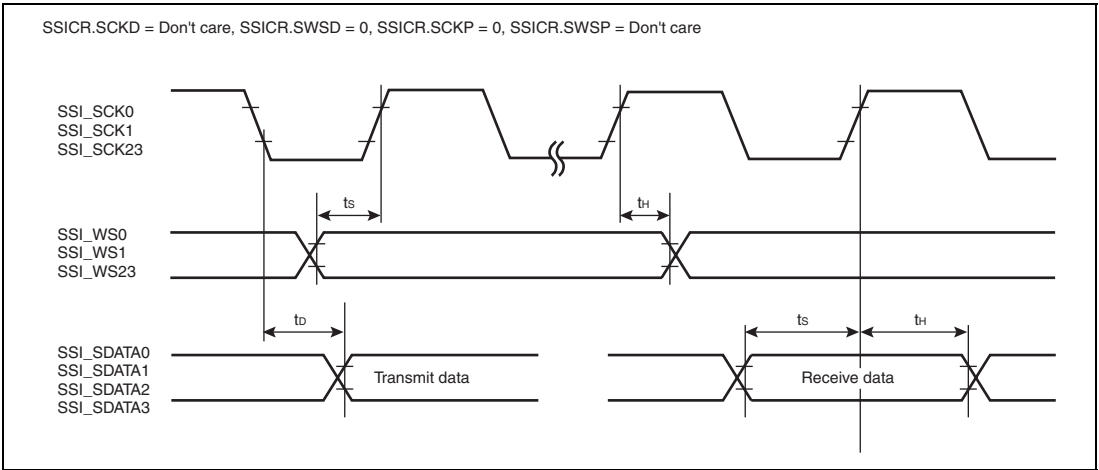 SSICR.SCKD = Don't care, SSICR.SWSD = 0, SSICR.SCKP = 0, SSICR.SWSP = Don't care
SSI_SCK0
SSI_SCK1
SSI_SCK23
ts
tH
SSI_WS0
SSI_WS1
SSI_WS23
tD
ts
tH
SSI_SDATA0
SSI_SDATA1
SSI_SDATA2
SSI_SDATA3
Transmit data
Receive data